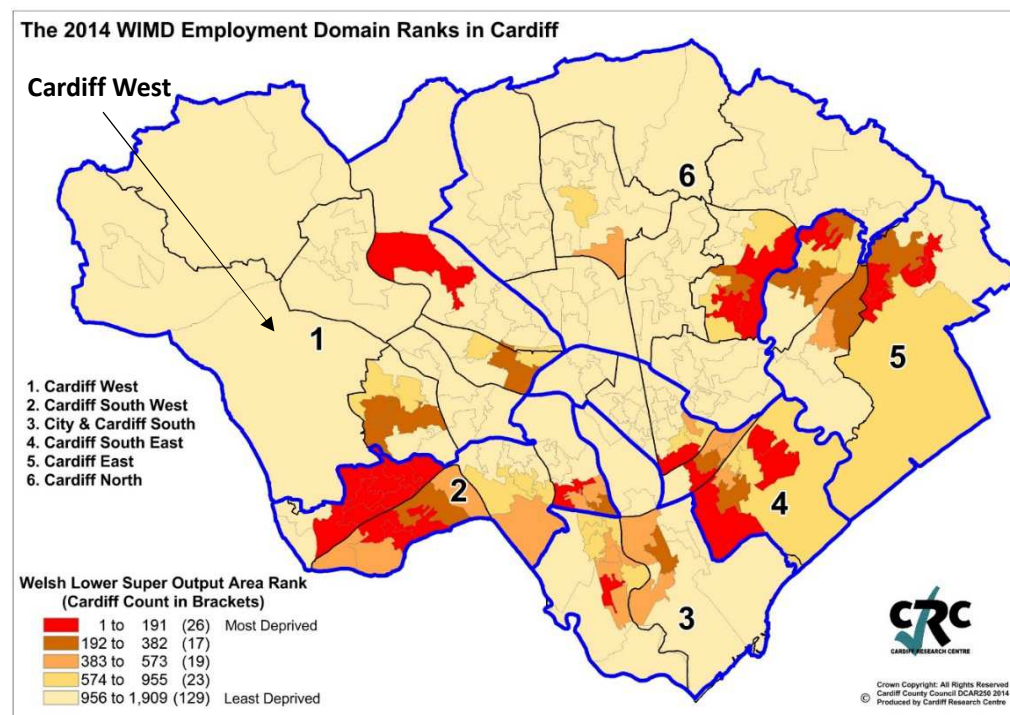 The 2014 WIMD Employment Domain Ranks in Cardiff
Cardiff West
6
1
5
1. Cardiff West
2. Cardiff South West
3. City & Cardiff South
4. Cardiff South East
5. Cardiff East
6. Cardiff North
2
4
3
Welsh Lower Super Output Area Rank
(Cardiff Count in Brackets)
1 to 191 (26) Most Deprived
192 to 382 (17)
383 to 573 (19)
574 to 955 (23)
956 to 1,909 (129) Least Deprived
CRC
CARDIFF RESEARCH CENTRE
Crown Copyright: All Rights Reserved
© Cardiff County Council DCAR250 2014
Produced by Cardiff Research Centre